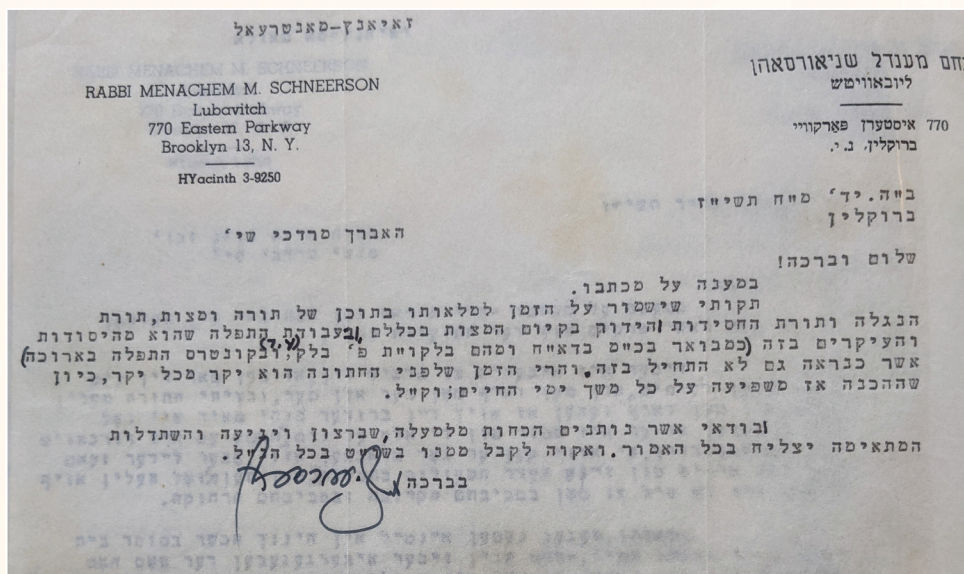 זאיאנץ-מאנטרעאל
RABBI MENACHEM M. SCHNEERSON
Lubavitch
770 Eastern Parkway
Brooklyn 13, N. Y.
HYacinth 3-9250
חם מענדל שניאורסאהן
ליובאוויטש
770 איסטערן פארקוויי
ברוקלין, נ. י.
ב"ה. יד' מ"ח תשי"ז
ברוקלין
האברך מרדכי שי'
שלום וברכה!
במענה על מכתבו.
תקותי שישמור על הזמן למלאותו בתוכן של תורה ומצות, תורת
הנגלה ותורת החסידות והידור בקיום המצות בכללם, ובעבודת התפלה שהוא מהיסודות
והעיקרים בזה (כמבואר בכ"מ בדא"ח ומהם בלקו"ת פ' בלק (ע, ד) ובקונטרס התפלה בארוכה)
אשר כנראה גם לא התחיל בזה. והרי הזמן שלפני החתונה הוא יקר מכל יקר, כיון
שההכנה אז משפיעה על כל משך ימי החיים; וקל"ל.
ובודאי אשר נותנים הכחות מלמעלה, שברצון ויגיעה והשתדלות
המתאימה יצליח בכל האמור. ואקוה לקבל ממנו בשו"ט בכל הנ"ל.
בברכה